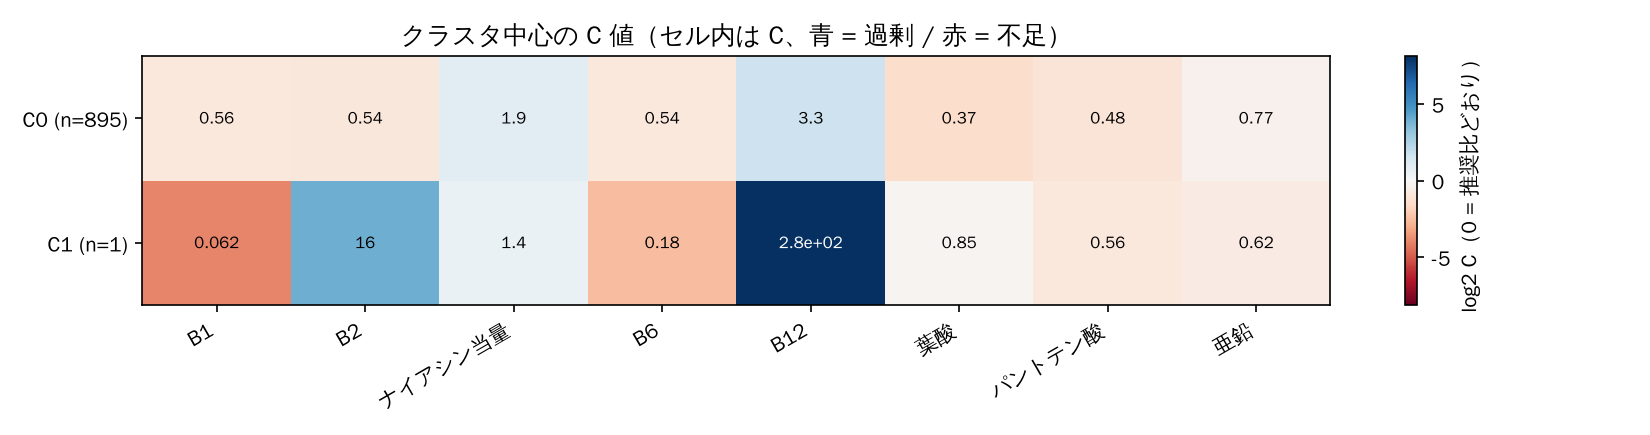 クラスタ中心の C 値（セル内は C、青 = 過剰 / 赤 = 不足）
C0 (n=895)
0.56 0.54 1.9 0.54 3.3 0.37 0.48 0.77
C1 (n=1)
0.062 16 1.4 0.18 2.8e+02 0.85 0.56 0.62
B1
B2
ナイアシン当量
B6
B12
葉酸
パントテン酸
亜鉛
5
0
-5
log2 C（0 = 推奨比どおり）